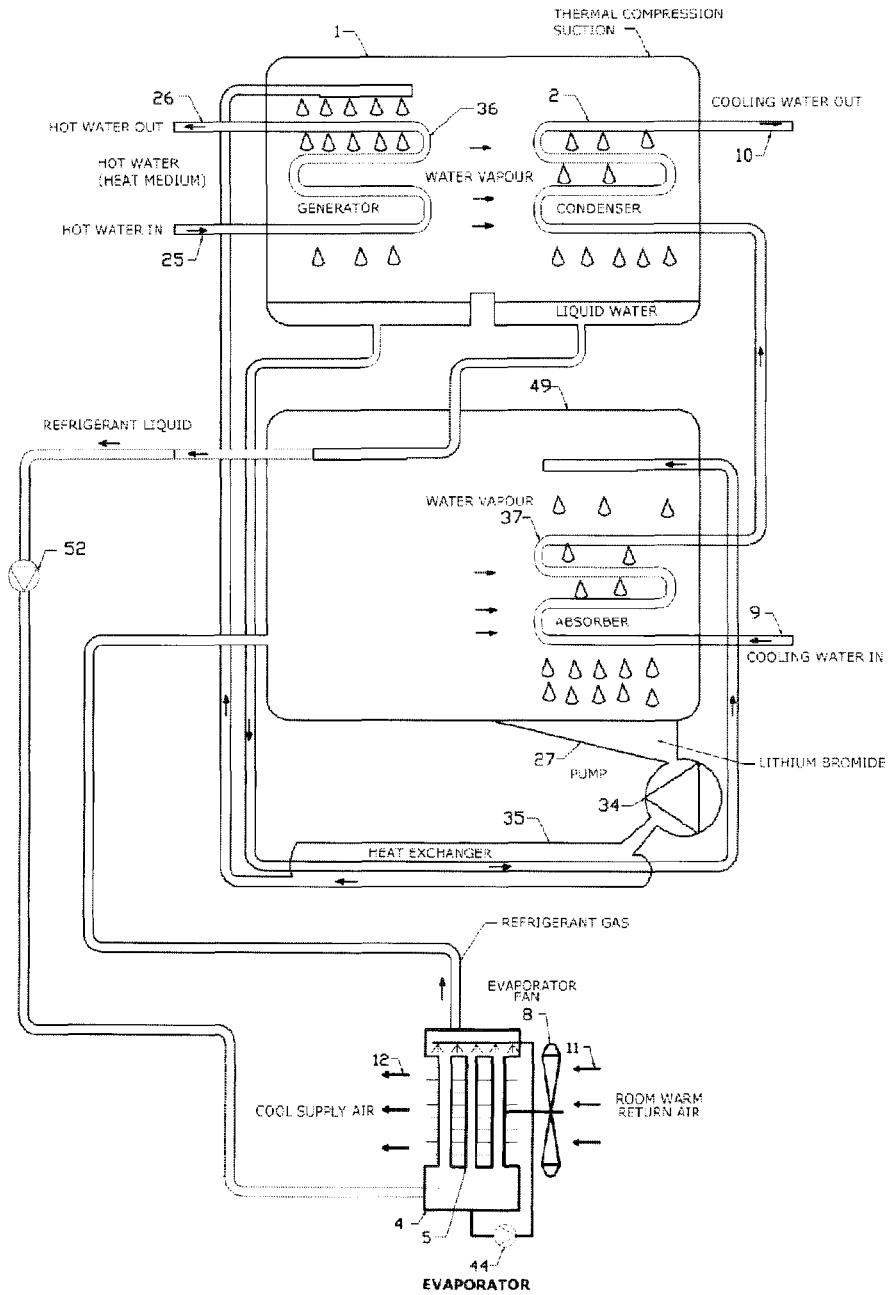 THERMAL COMPRESSION
SUCTION
1
26
36
2
COOLING WATER OUT
HOT WATER OUT
10
HOT WATER
(HEAT MEDIUM)
WATER VAPOUR
GENERATOR
CONDENSER
HOT WATER IN
25
LIQUID WATER
49
REFRIGERANT LIQUID
WATER VAPOUR
37
52
ABSORBER
9
COOLING WATER IN
27
LITHIUM BROMIDE
PUMP
34
35
HEAT EXCHANGER
REFRIGERANT GAS
EVAPORATOR
FAN
8
11
12
COOL SUPPLY AIR
ROOM WARM
RETURN AIR
4
5
44
EVAPORATOR